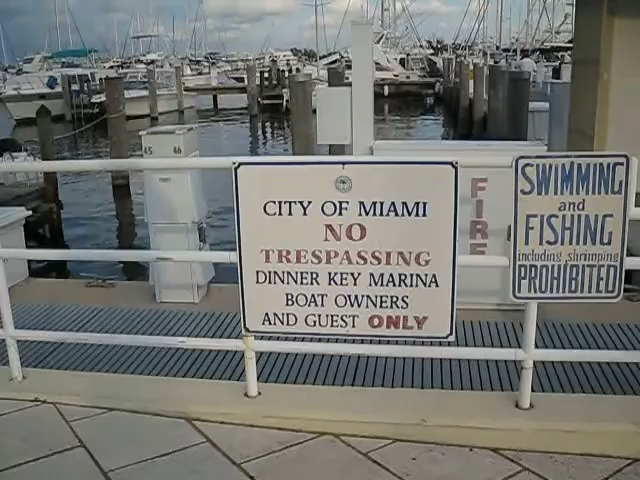 45 46
CITY OF MIAMI
NO
TRESPASSING
DINNER KEY MARINA
BOAT OWNERS
AND GUEST ONLY
FIRE
SWIMMING
and
FISHING
including shrimping
PROHIBITED